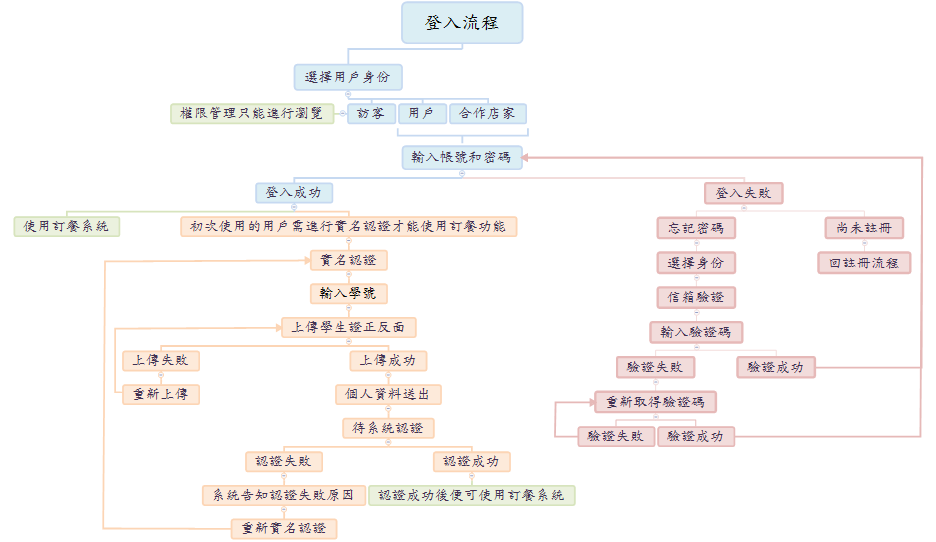 登入流程
選擇用戶身份
權限管理只能進行瀏覽
訪客
用戶
合作店家
輸入帳號和密碼
登入成功
登入失敗
使用訂餐系統
初次使用的用戶需進行實名認證才能使用訂餐功能
忘記密碼
尚未註冊
實名認證
選擇身份
回註冊流程
輸入學號
信箱驗證
上傳學生證正反面
輸入驗證碼
上傳失敗
上傳成功
驗證失敗
驗證成功
重新上傳
個人資料送出
重新取得驗證碼
待系統認證
驗證失敗
驗證成功
認證失敗
認證成功
系統告知認證失敗原因
認證成功後便可使用訂餐系統
重新實名認證